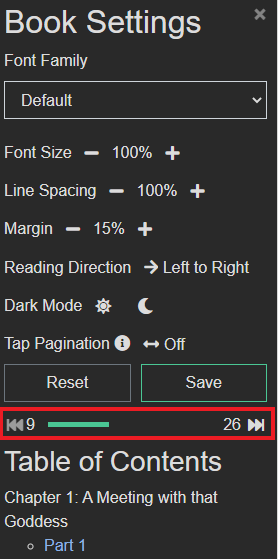 Book Settings ×
Font Family
Default
Font Size − 100% +
Line Spacing − 100% +
Margin − 15% +
Reading Direction → Left to Right
Dark Mode
Tap Pagination ↔ Off
Reset Save
9 26
Table of Contents
Chapter 1: A Meeting with that
Goddess
Part 1